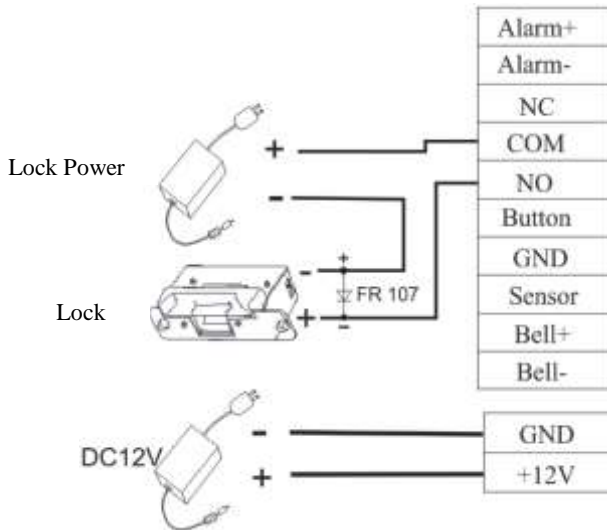 Alarm+
Alarm-
NC
COM
NO
Button
GND
Sensor
Bell+
Bell-
Lock Power
+
-
Lock
-
+
+
FR 107
-
DC12V
-
+
GND
+12V